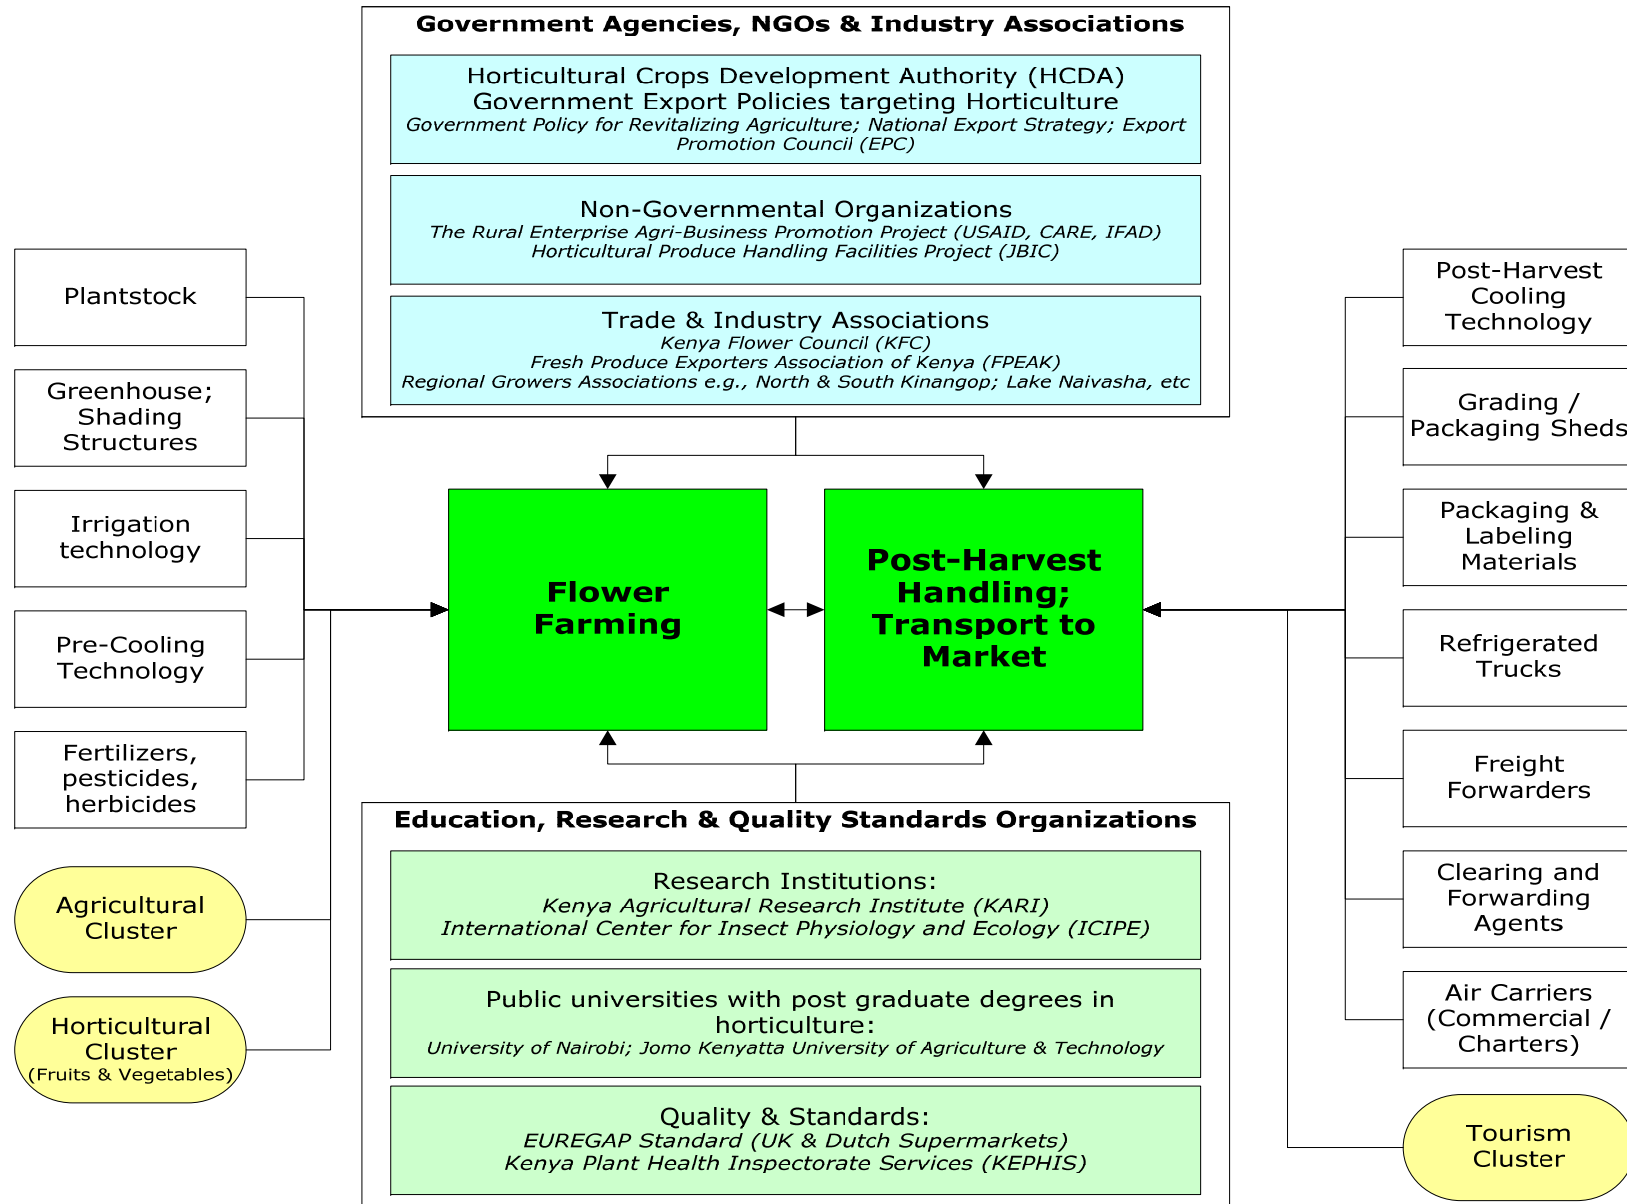 Government Agencies, NGOs & Industry Associations
Horticultural Crops Development Authority (HCDA)
Government Export Policies targeting Horticulture
Government Policy for Revitalizing Agriculture; National Export Strategy; Export
Promotion Council (EPC)
Non-Governmental Organizations
The Rural Enterprise Agri-Business Promotion Project (USAID, CARE, IFAD)
Horticultural Produce Handling Facilities Project (JBIC)
Trade & Industry Associations
Kenya Flower Council (KFC)
Fresh Produce Exporters Association of Kenya (FPEAK)
Regional Growers Associations e.g., North & South Kinangop; Lake Naivasha, etc
Plantstock
Greenhouse;
Shading
Structures
Irrigation
technology
Pre-Cooling
Technology
Fertilizers,
pesticides,
herbicides
Agricultural
Cluster
Horticultural
Cluster
(Fruits & Vegetables)
Flower
Farming
Post-Harvest
Handling;
Transport to
Market
Post-Harvest
Cooling
Technology
Grading /
Packaging Sheds
Packaging &
Labeling
Materials
Refrigerated
Trucks
Freight
Forwarders
Clearing and
Forwarding
Agents
Air Carriers
(Commercial /
Charters)
Tourism
Cluster
Education, Research & Quality Standards Organizations
Research Institutions:
Kenya Agricultural Research Institute (KARI)
International Center for Insect Physiology and Ecology (ICIPE)
Public universities with post graduate degrees in
horticulture:
University of Nairobi; Jomo Kenyatta University of Agriculture & Technology
Quality & Standards:
EUREGAP Standard (UK & Dutch Supermarkets)
Kenya Plant Health Inspectorate Services (KEPHIS)